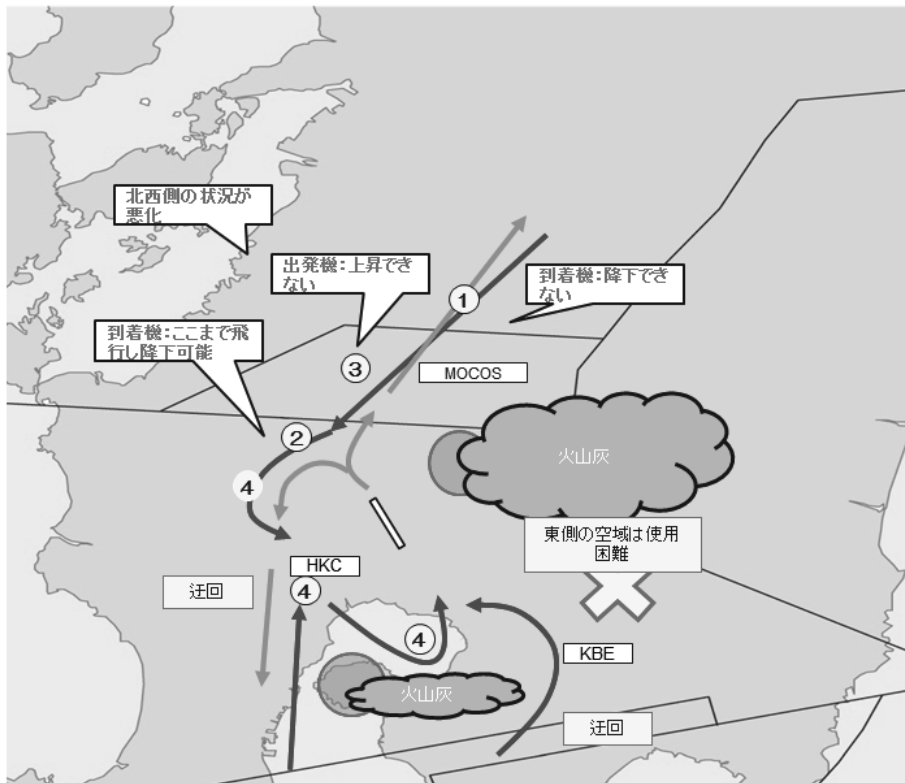 北西側の状況が
悪化
出発機：上昇でき
ない
①
到着機：降下でき
ない
到着機：ここまで飛
行し降下可能
③
MOCOS
②
火山灰
④
東側の空域は使用
困難
HKC
迂回
④
④
KBE
火山灰
迂回